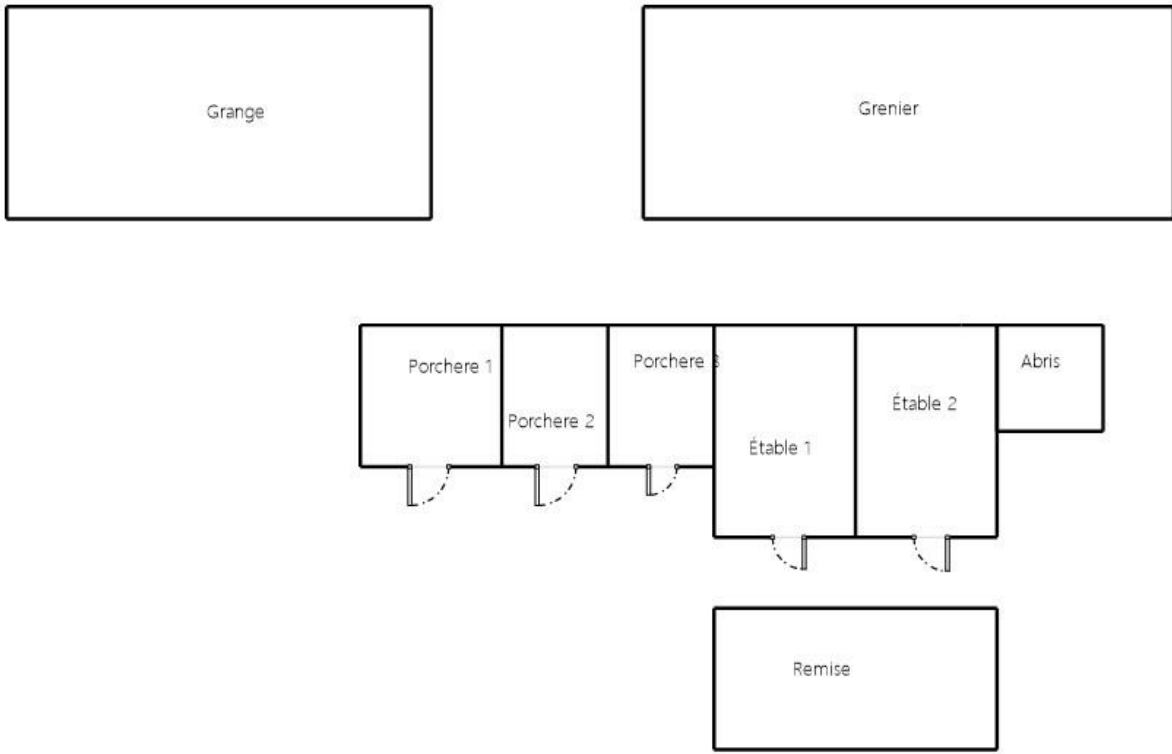 Grange
Grenier
Porchere 1
Porchere 2
Porchere 3
Étable 1
Étable 2
Abris
Remise